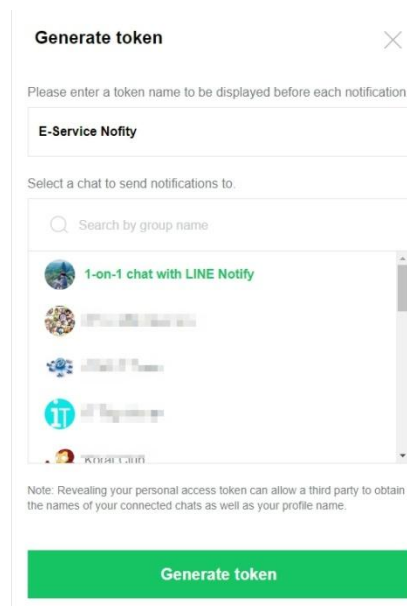 Generate token
Please enter a token name to be displayed before each notification
E-Service Nofity
Select a chat to send notifications to.
Search by group name
1-on-1 chat with LINE Notify
IT
Note: Revealing your personal access token can allow a third party to obtain
the names of your connected chats as well as your profile name.
Generate token